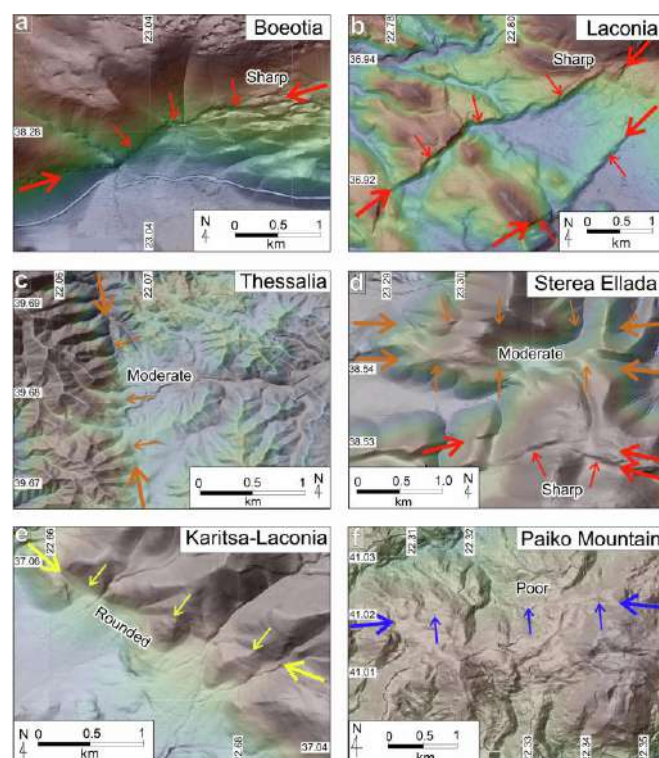 a
Boeotia
23.04
Sharp
38.28
23.04
N
0 0.5 1
km
b
Laconia
22.78
22.80
36.94
Sharp
36.92
N
0 0.5 1
km
c
Thessalia
22.06
22.07
39.69
Moderate
39.68
39.67
0 0.5 1
km
N
d
Sterea Ellada
23.29
23.30
Moderate
38.54
38.53
Sharp
N
0 0.5 1.0
km
e
Karitsa-Laconia
22.66
37.06
Rounded
N
0 0.5 1
km
22.68
37.04
f
Paiko Mountain
22.31
22.32
41.03
Poor
41.02
41.01
N
0 0.5 1
km
22.33
22.34
22.35